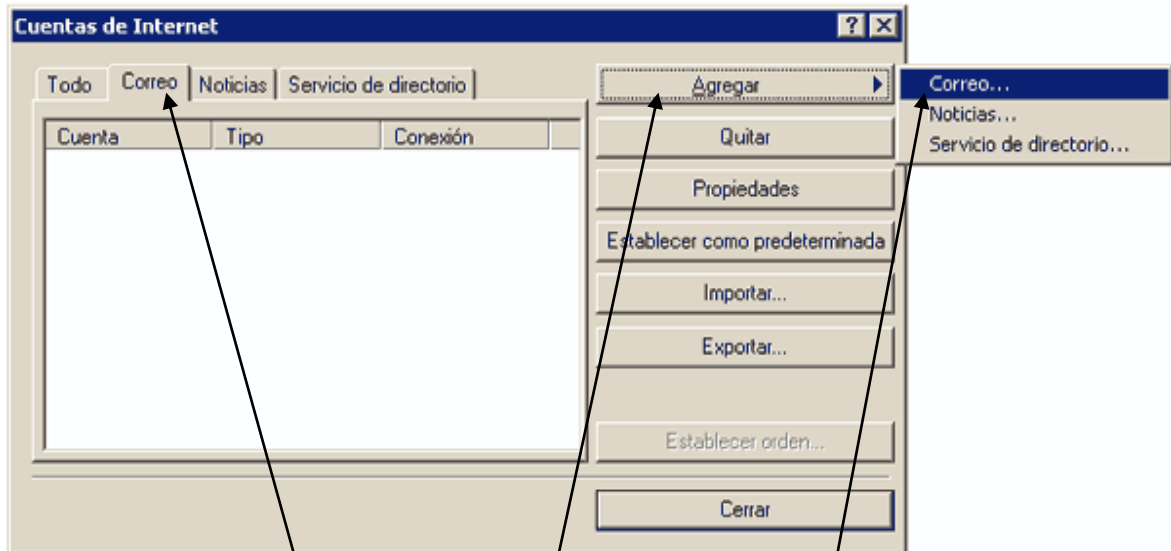 Cuentas de Internet
Todo Correo Noticias Servicio de directorio
Agregar
Correo...
Noticias...
Servicio de directorio...
Cuenta Tipo Conexión
Quitar
Propiedades
Establecer como predeterminada
Importar...
Exportar...
Establecer orden...
Cerrar